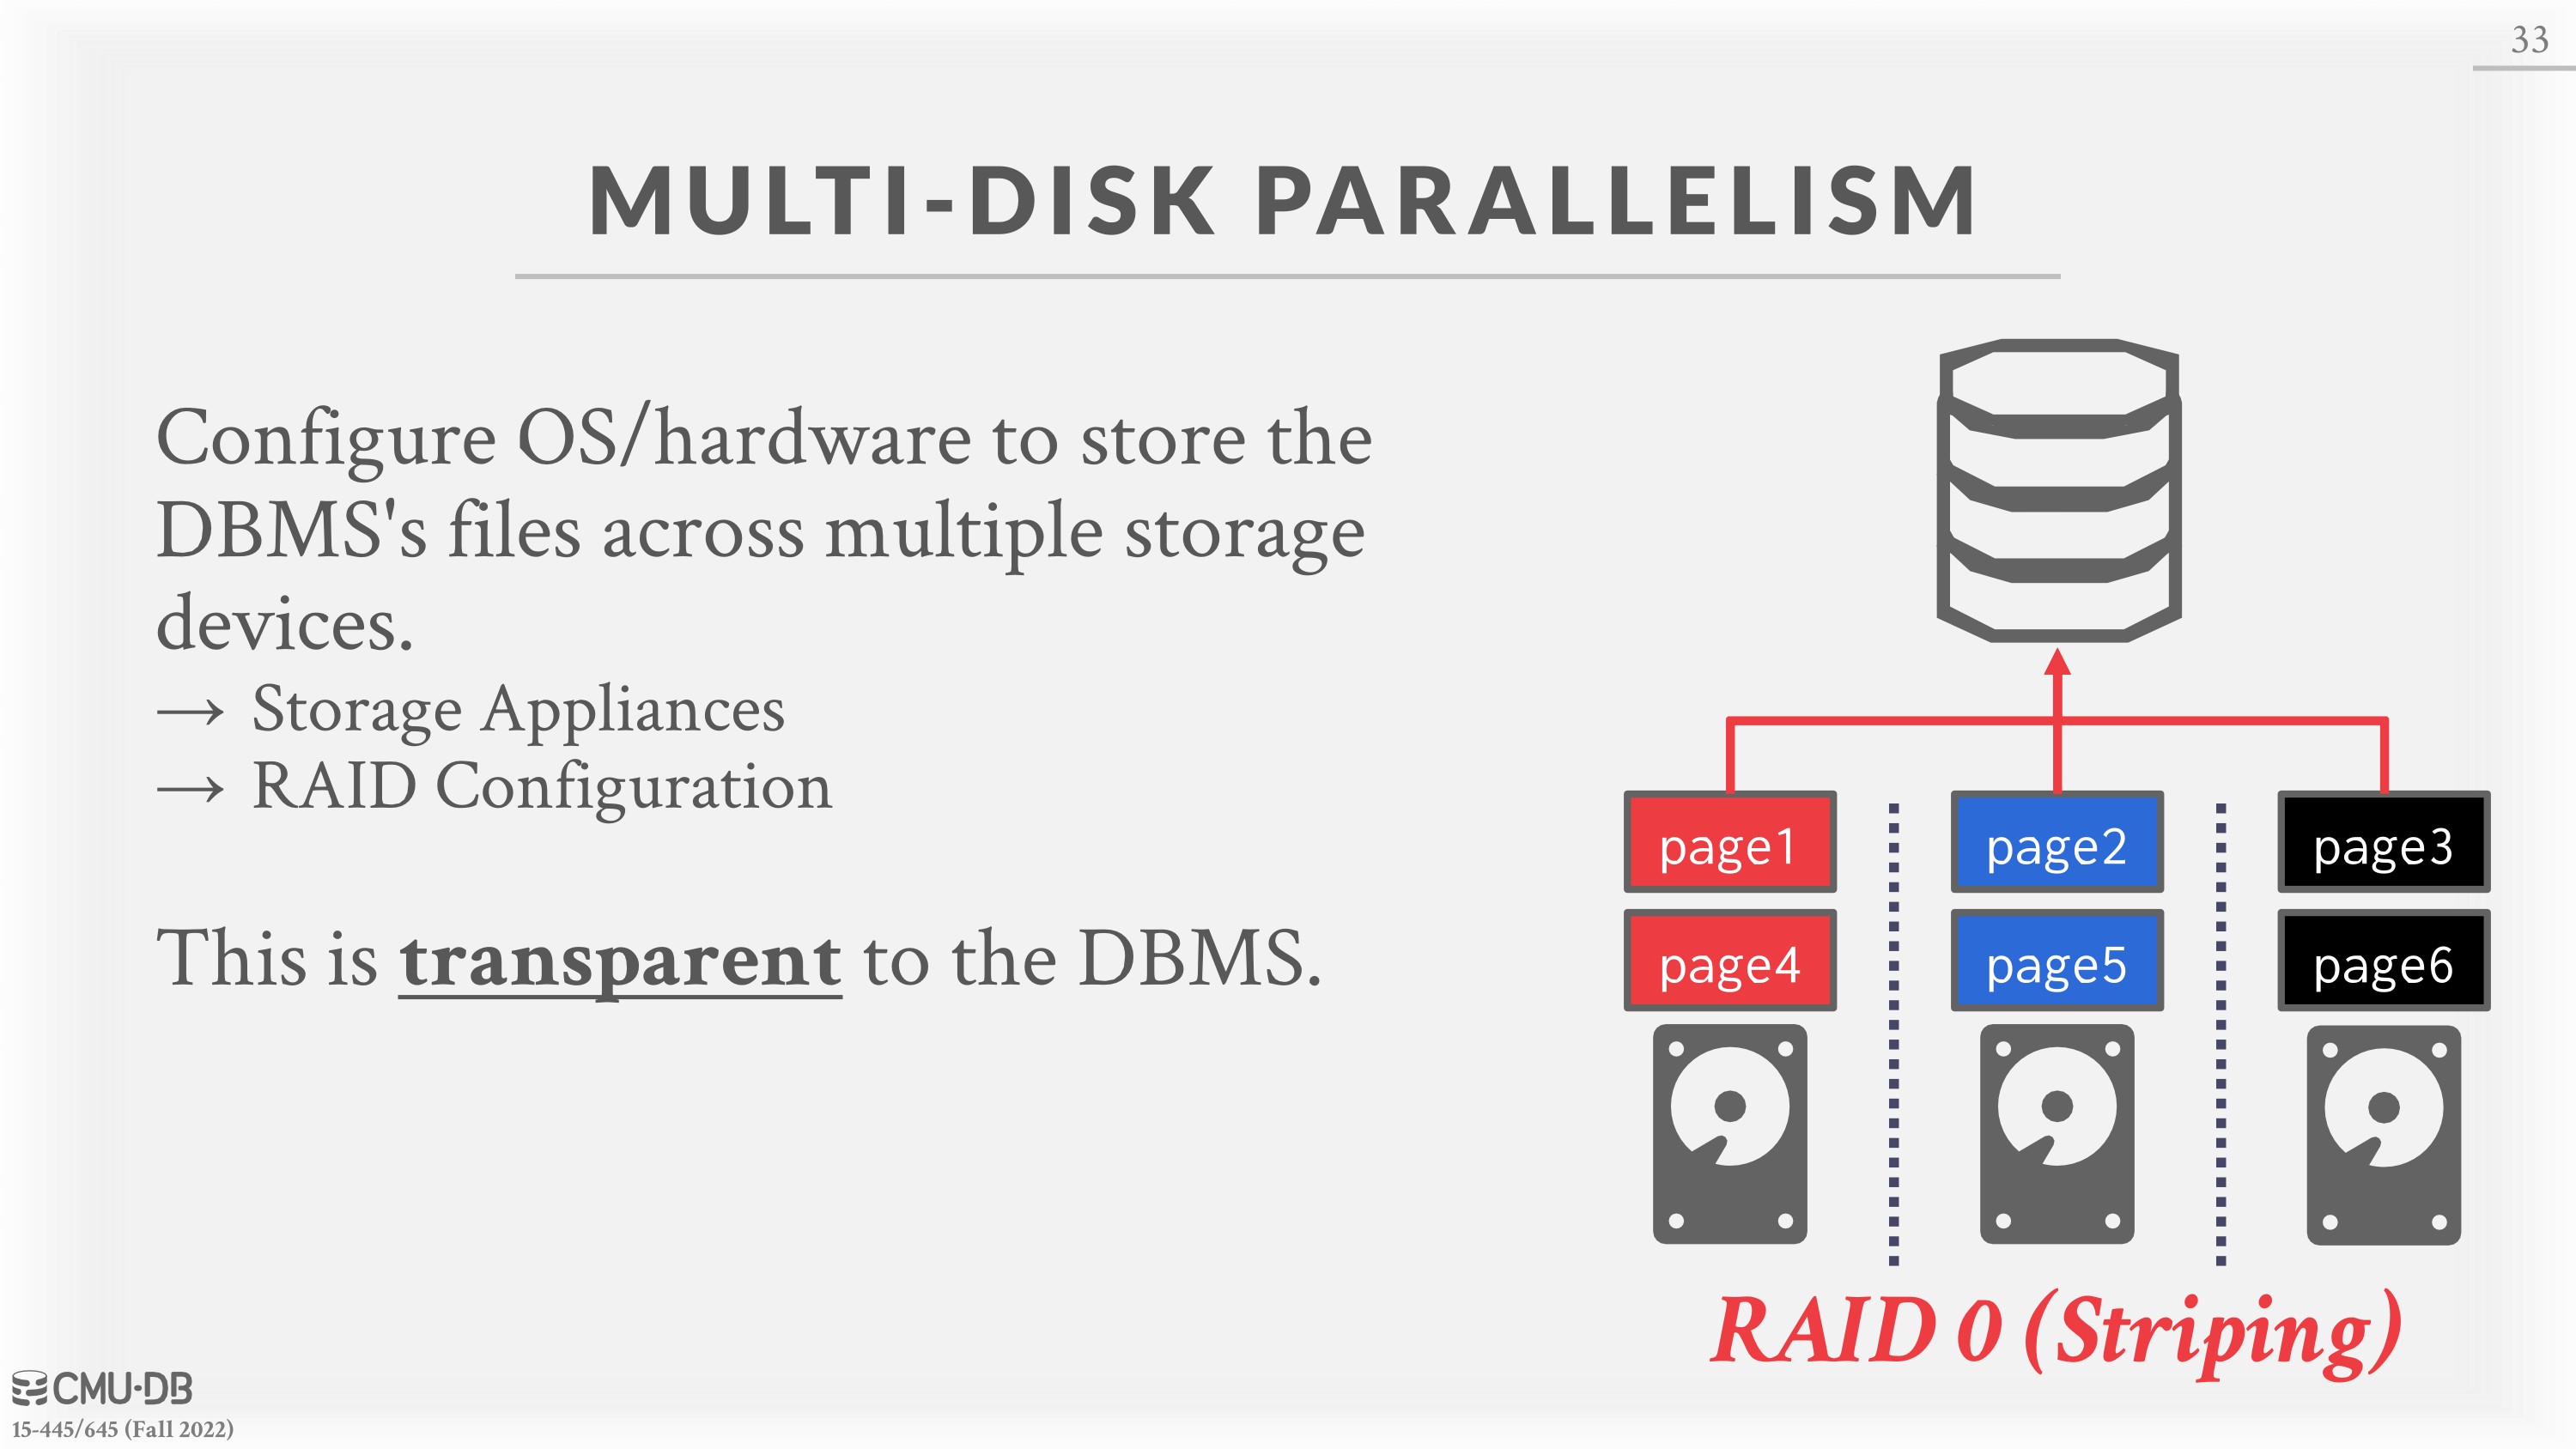 33
MULTI-DISK PARALLELISM
Configure OS/hardware to store the
DBMS's files across multiple storage
devices.
→ Storage Appliances
→ RAID Configuration
This is transparent to the DBMS.
page1 page2 page3
page4 page5 page6
RAID 0 (Striping)
CMU·DB
15-445/645 (Fall 2022)